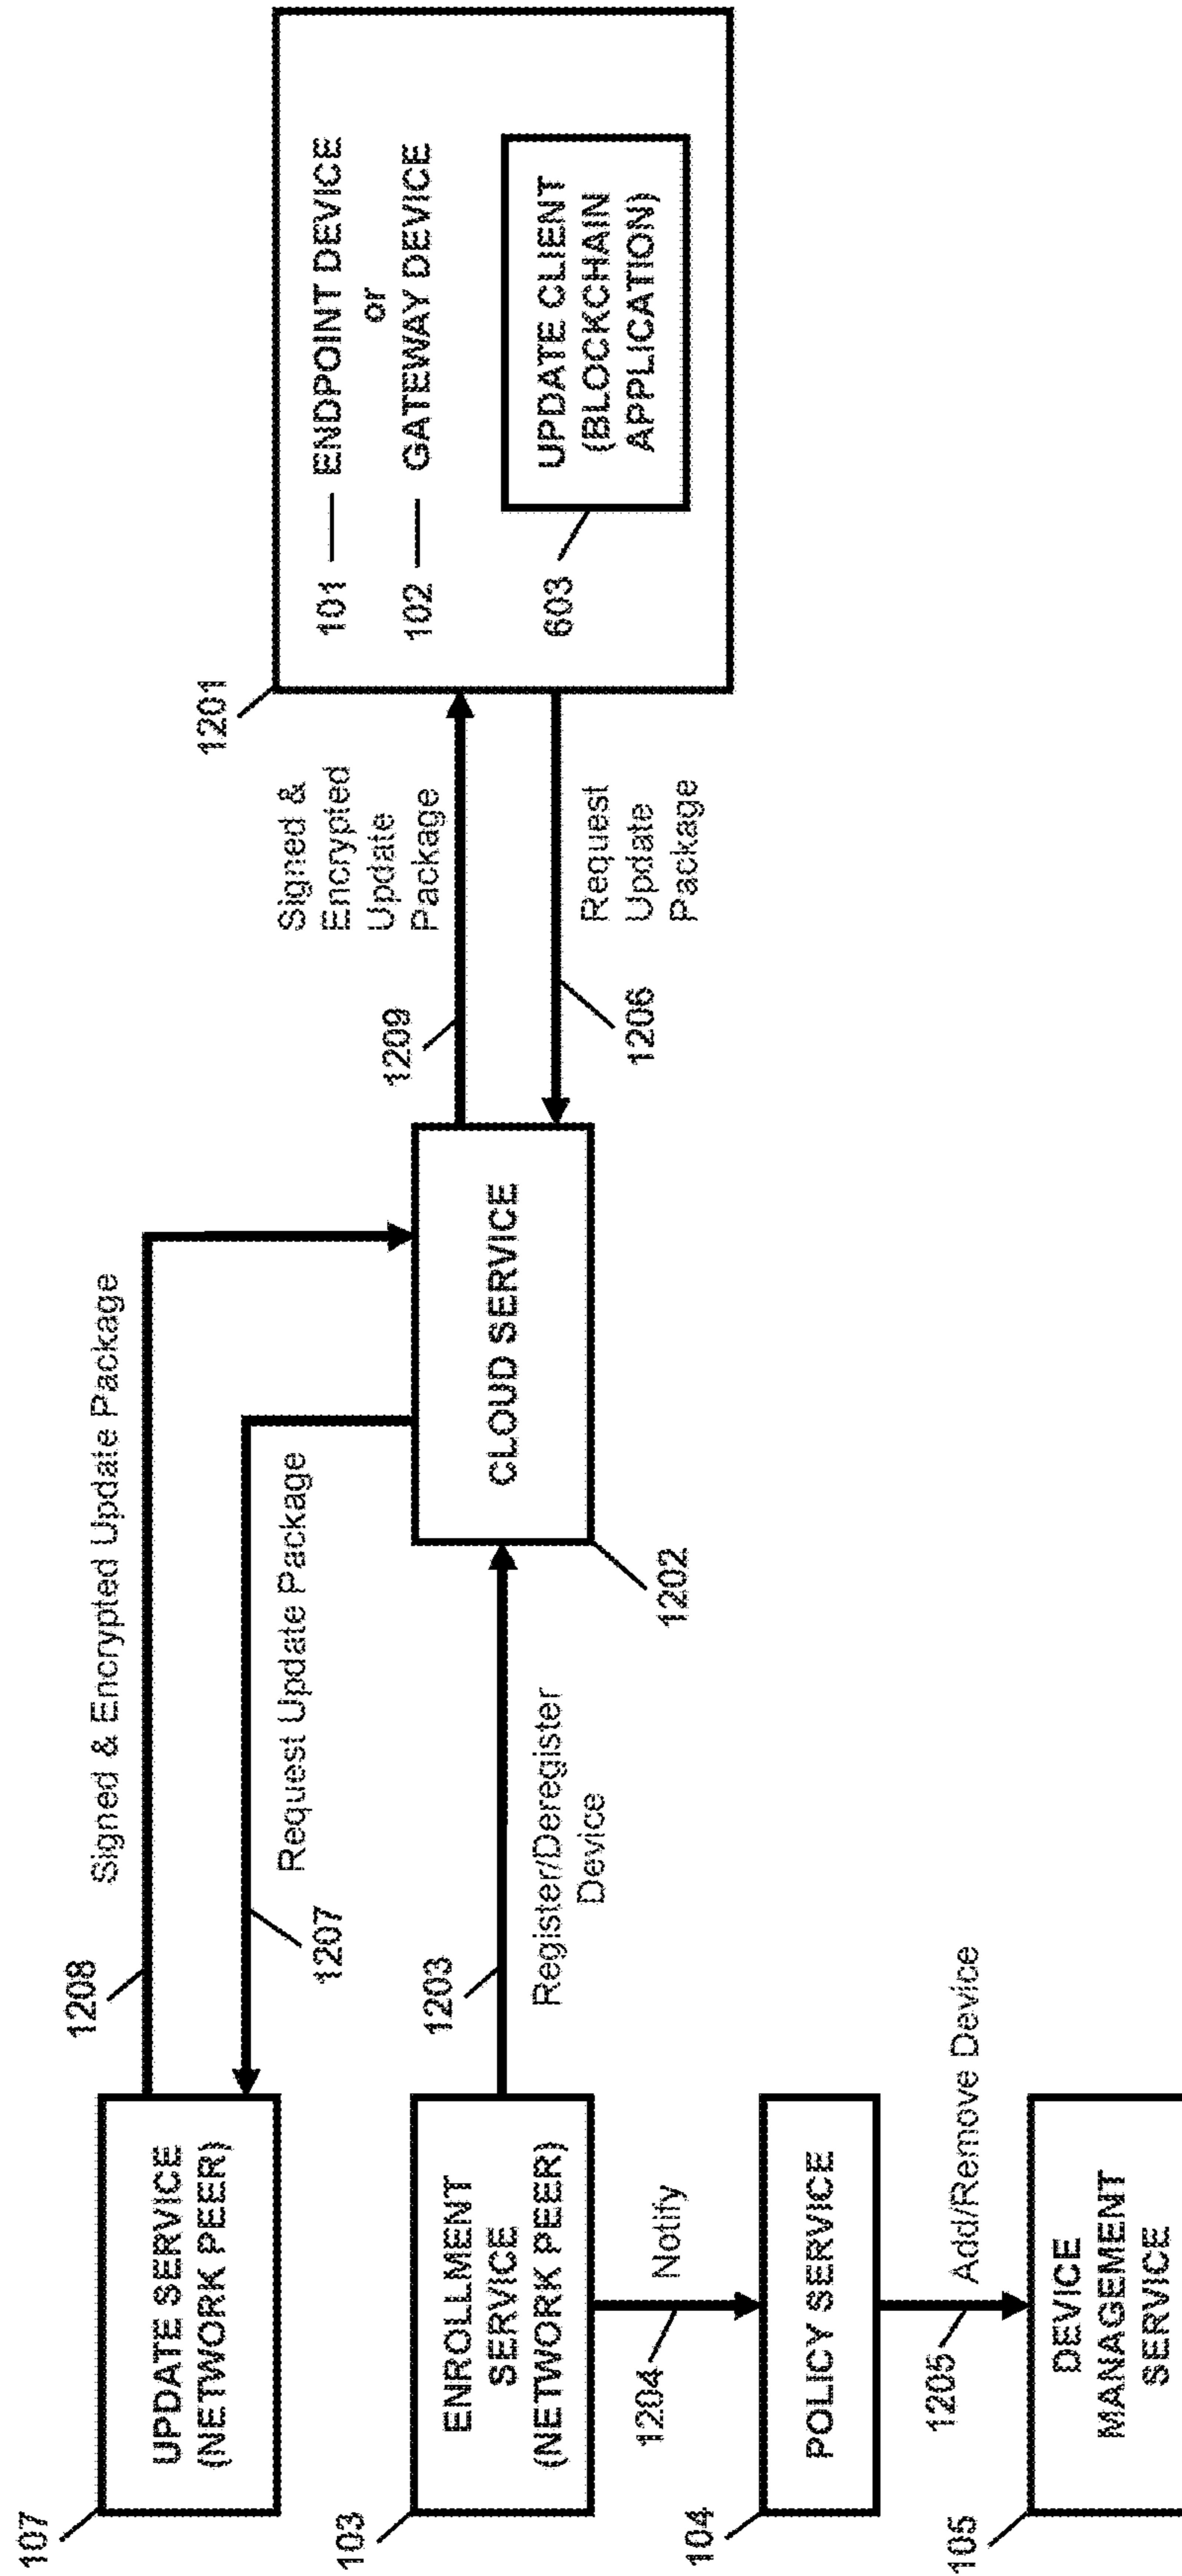 107
UPDATE SERVICE
(NETWORK PEER)
1208
Signed & Encrypted Update Package
1207
Request Update Package
103
ENROLLMENT
SERVICE
(NETWORK PEER)
1203
Register/Deregister
Device
1202
CLOUD SERVICE
1209
Signed &
Encrypted
Update
Package
1206
Request
Update
Package
1201
101
ENDPOINT DEVICE
or
102
GATEWAY DEVICE
603
UPDATE CLIENT
(BLOCKCHAIN
APPLICATION)
1204
Notify
104
POLICY SERVICE
1205
Add/Remove Device
105
DEVICE
MANAGEMENT
SERVICE